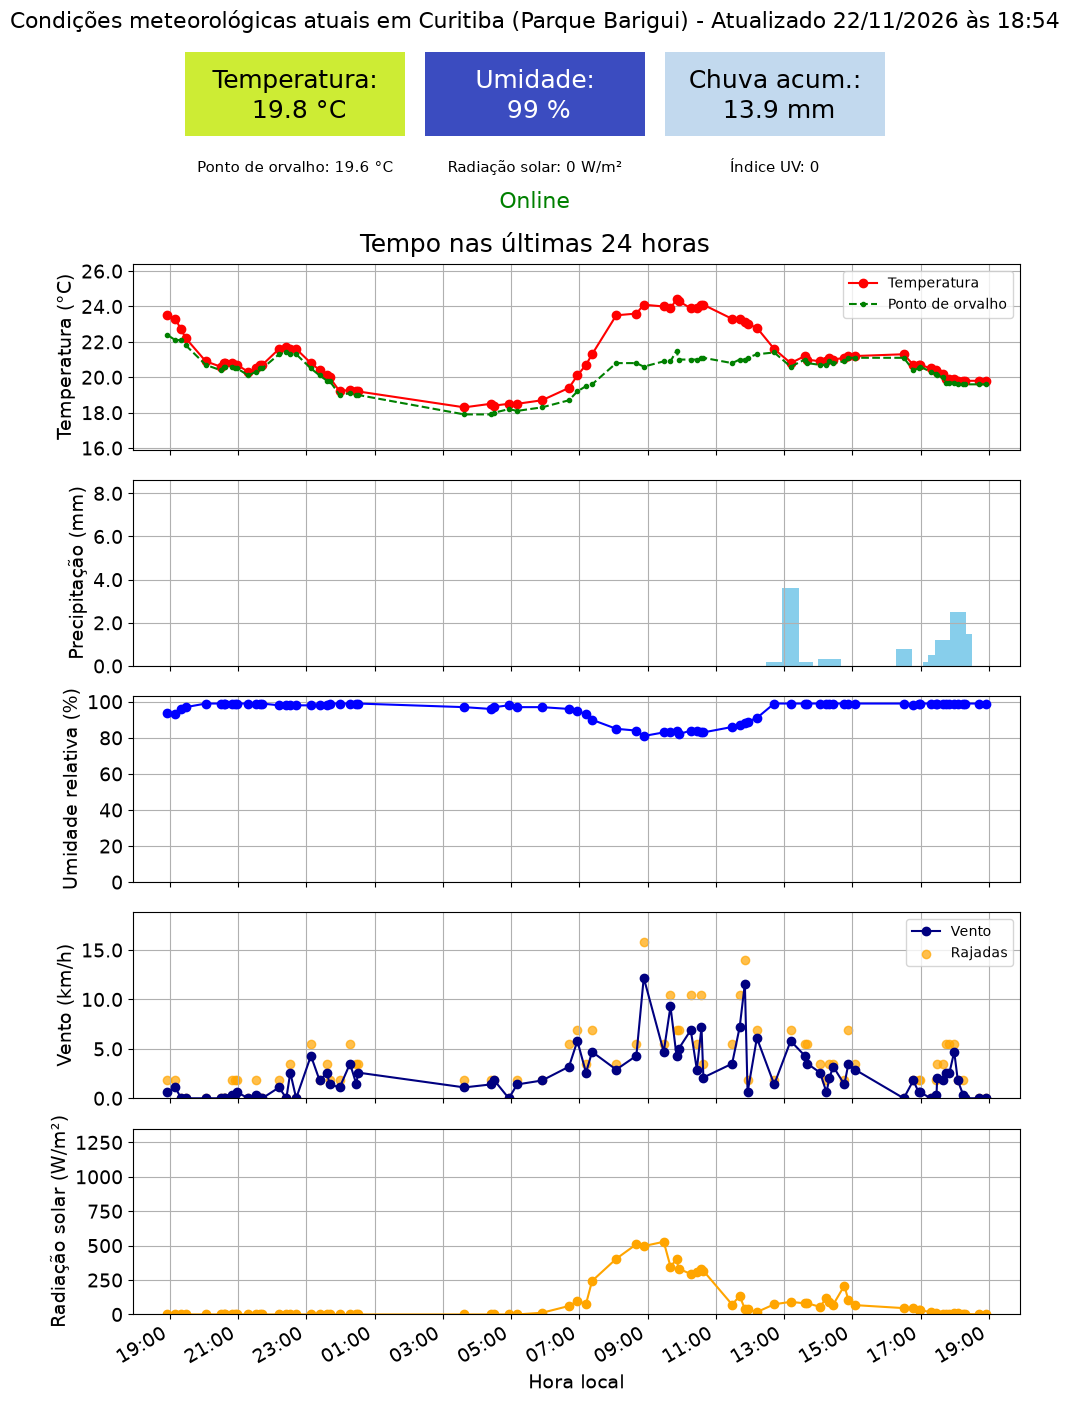 Condições meteorológicas atuais em Curitiba (Parque Barigui) - Atualizado 22/11/2026 às 18:54
Temperatura:
19.8 °C
Umidade:
99 %
Chuva acum.:
13.9 mm
Ponto de orvalho: 19.6 °C
Radiação solar: 0 W/m²
Índice UV: 0
Online
Tempo nas últimas 24 horas
Temperatura (°C)
26.0
24.0
22.0
20.0
18.0
16.0
Temperatura
Ponto de orvalho
Precipitação (mm)
8.0
6.0
4.0
2.0
0.0
Umidade relativa (%)
100
80
60
40
20
0
Vento (km/h)
15.0
10.0
5.0
0.0
Vento
Rajadas
Radiação solar (W/m²)
1250
1000
750
500
250
0
19:00
21:00
23:00
01:00
03:00
05:00
07:00
09:00
11:00
13:00
15:00
17:00
19:00
Hora local